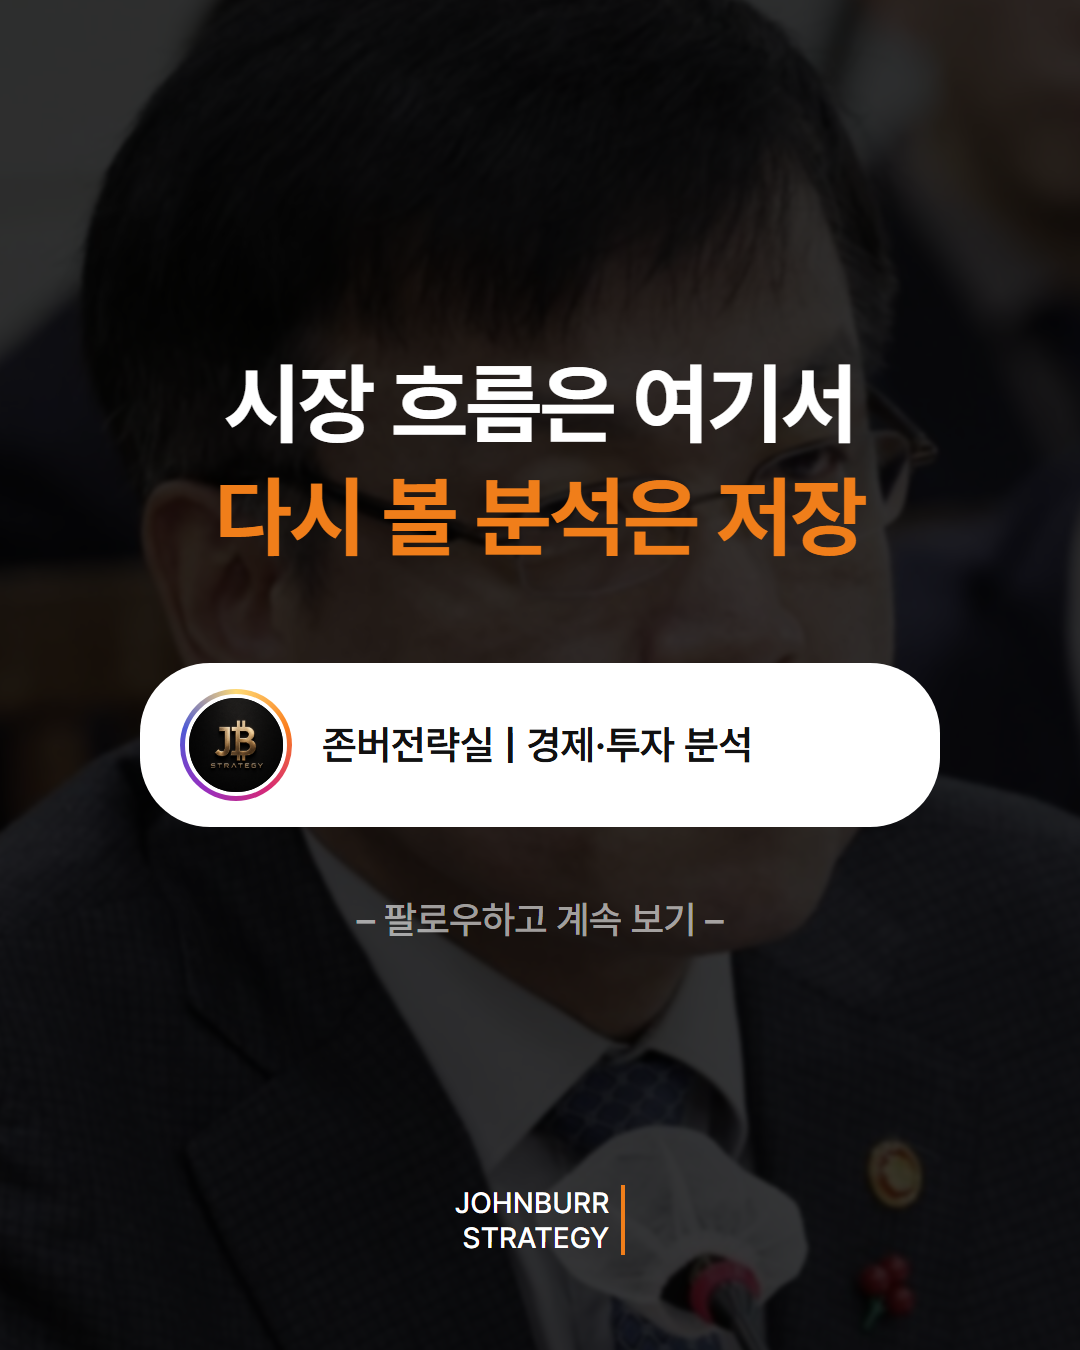 시장 흐름은 여기서
다시 볼 분석은 저장
JB
STRATEGY
존버전략실 | 경제·투자 분석
– 팔로우하고 계속 보기 –
JOHNBURR
STRATEGY